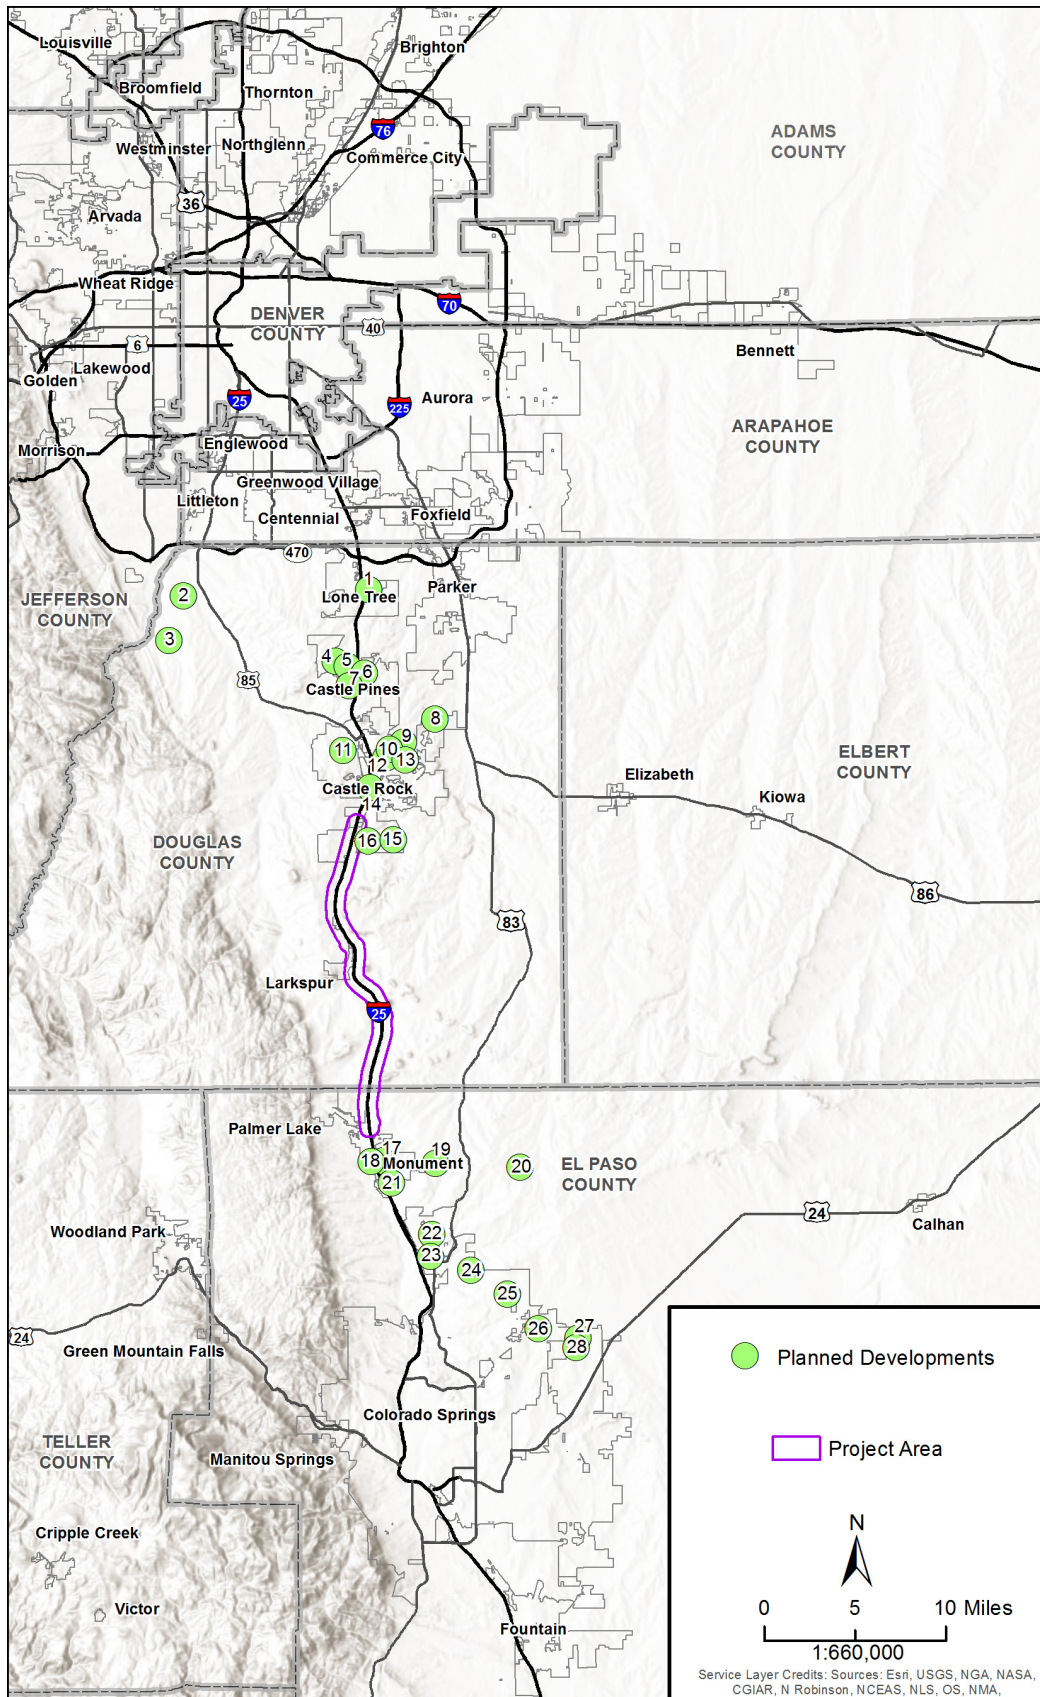 Louisville
Brighton
Broomfield
Thornton
76
ADAMS
COUNTY
Westminster
Northglenn
Commerce City
36
Arvada
Wheat Ridge
70
DENVER
COUNTY
40
6
Bennett
Lakewood
Golden
25
225
Aurora
ARAPAHOE
COUNTY
Englewood
Morrison
Greenwood Village
Littleton
Centennial
Foxfield
470
1
Lone Tree
Parker
JEFFERSON
COUNTY
2
3
4
5
6
7
85
Castle Pines
8
9
10
11
12
13
ELBERT
COUNTY
Elizabeth
Castle Rock
14
Kiowa
DOUGLAS
COUNTY
16
15
86
83
Larkspur
25
Palmer Lake
17
19
18
Monument
20
EL PASO
COUNTY
21
24
Calhan
Woodland Park
22
23
24
25
24
26
27
28
Green Mountain Falls
Planned Developments
Colorado Springs
TELLER
COUNTY
Manitou Springs
Project Area
Cripple Creek
N
Victor
0
5
10 Miles
Fountain
1:660,000
Service Layer Credits: Sources: Esri, USGS, NGA, NASA,
CGIAR, N Robinson, NCEAS, NLS, OS, NMA,